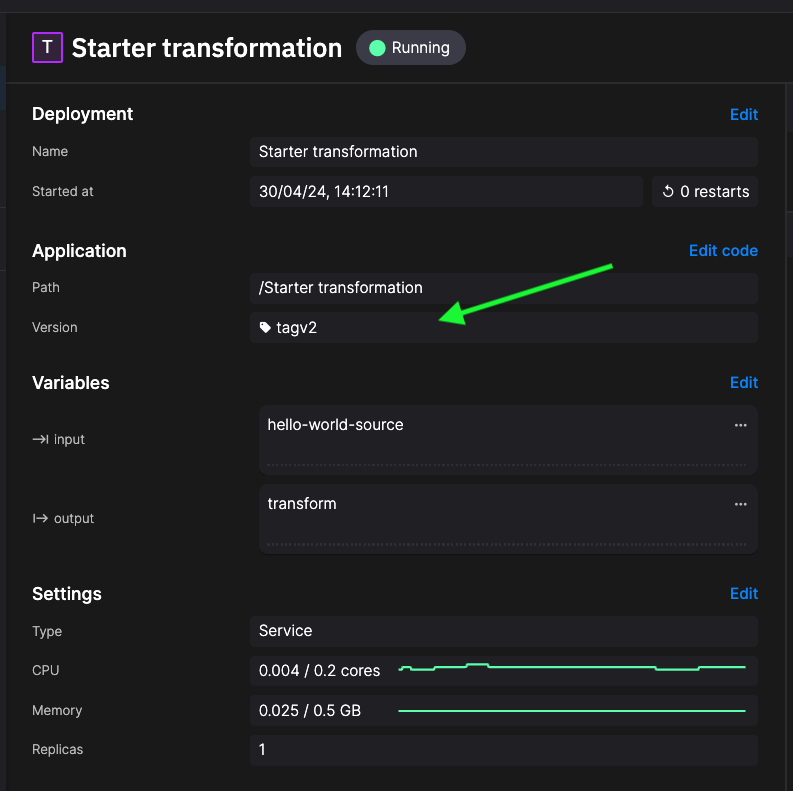 T Starter transformation Running
Deployment Edit
Name Starter transformation
Started at 30/04/24, 14:12:11 0 restarts
Application Edit code
Path /Starter transformation
Version tagv2
Variables Edit
input hello-world-source ...
output transform ...
Settings Edit
Type Service
CPU 0.004 / 0.2 cores
Memory 0.025 / 0.5 GB
Replicas 1